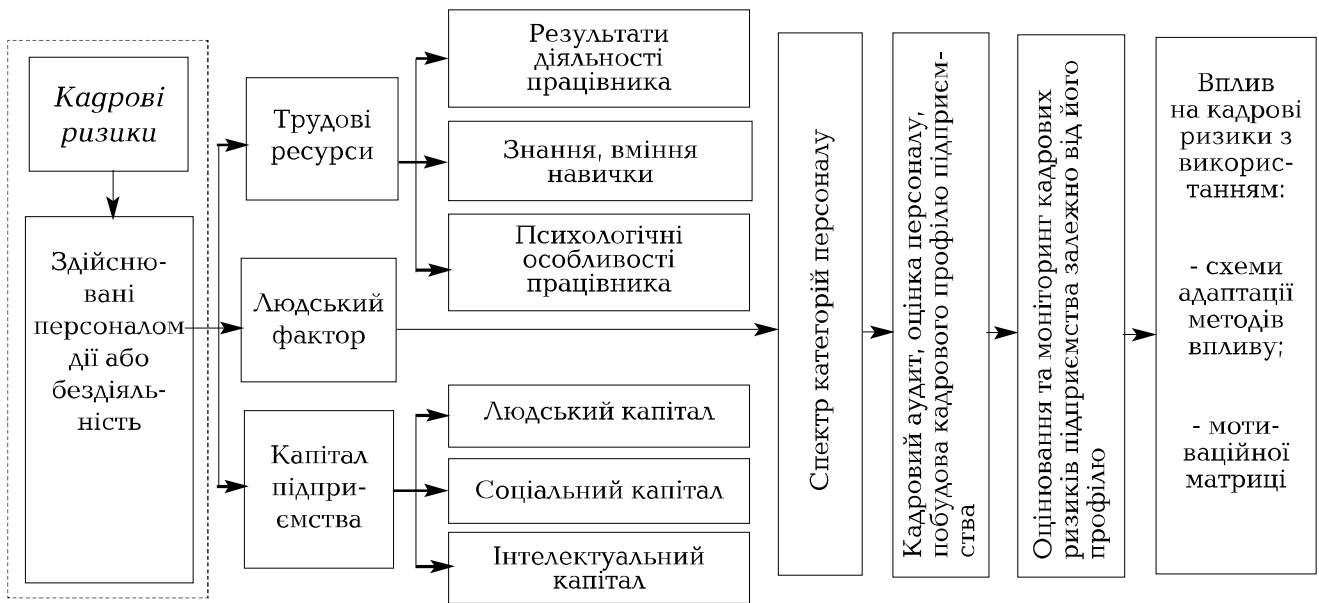 Кадрові
ризики
Здійсню-
вані
персоналом
дії або
бездіяль-
ність
Трудові
ресурси
Людський
фактор
Капітал
підпри-
ємства
Результати
діяльності
працівника
Знання, вміння
навички
Психологічні
особливості
працівника
Людський капітал
Соціальний капітал
Інтелектуальний
капітал
Спектр категорій персоналу
Кадровий аудит, оцінка персоналу,
побудова кадрового профілю підприєм-
ства
Оцінювання та моніторинг кадрових
ризиків підприємства залежно від його
профілю
Вплив
на кадрові
ризики з
використ-
танням:
- схеми
адаптації
методів
впливу;
- моти-
ваційної
матриці